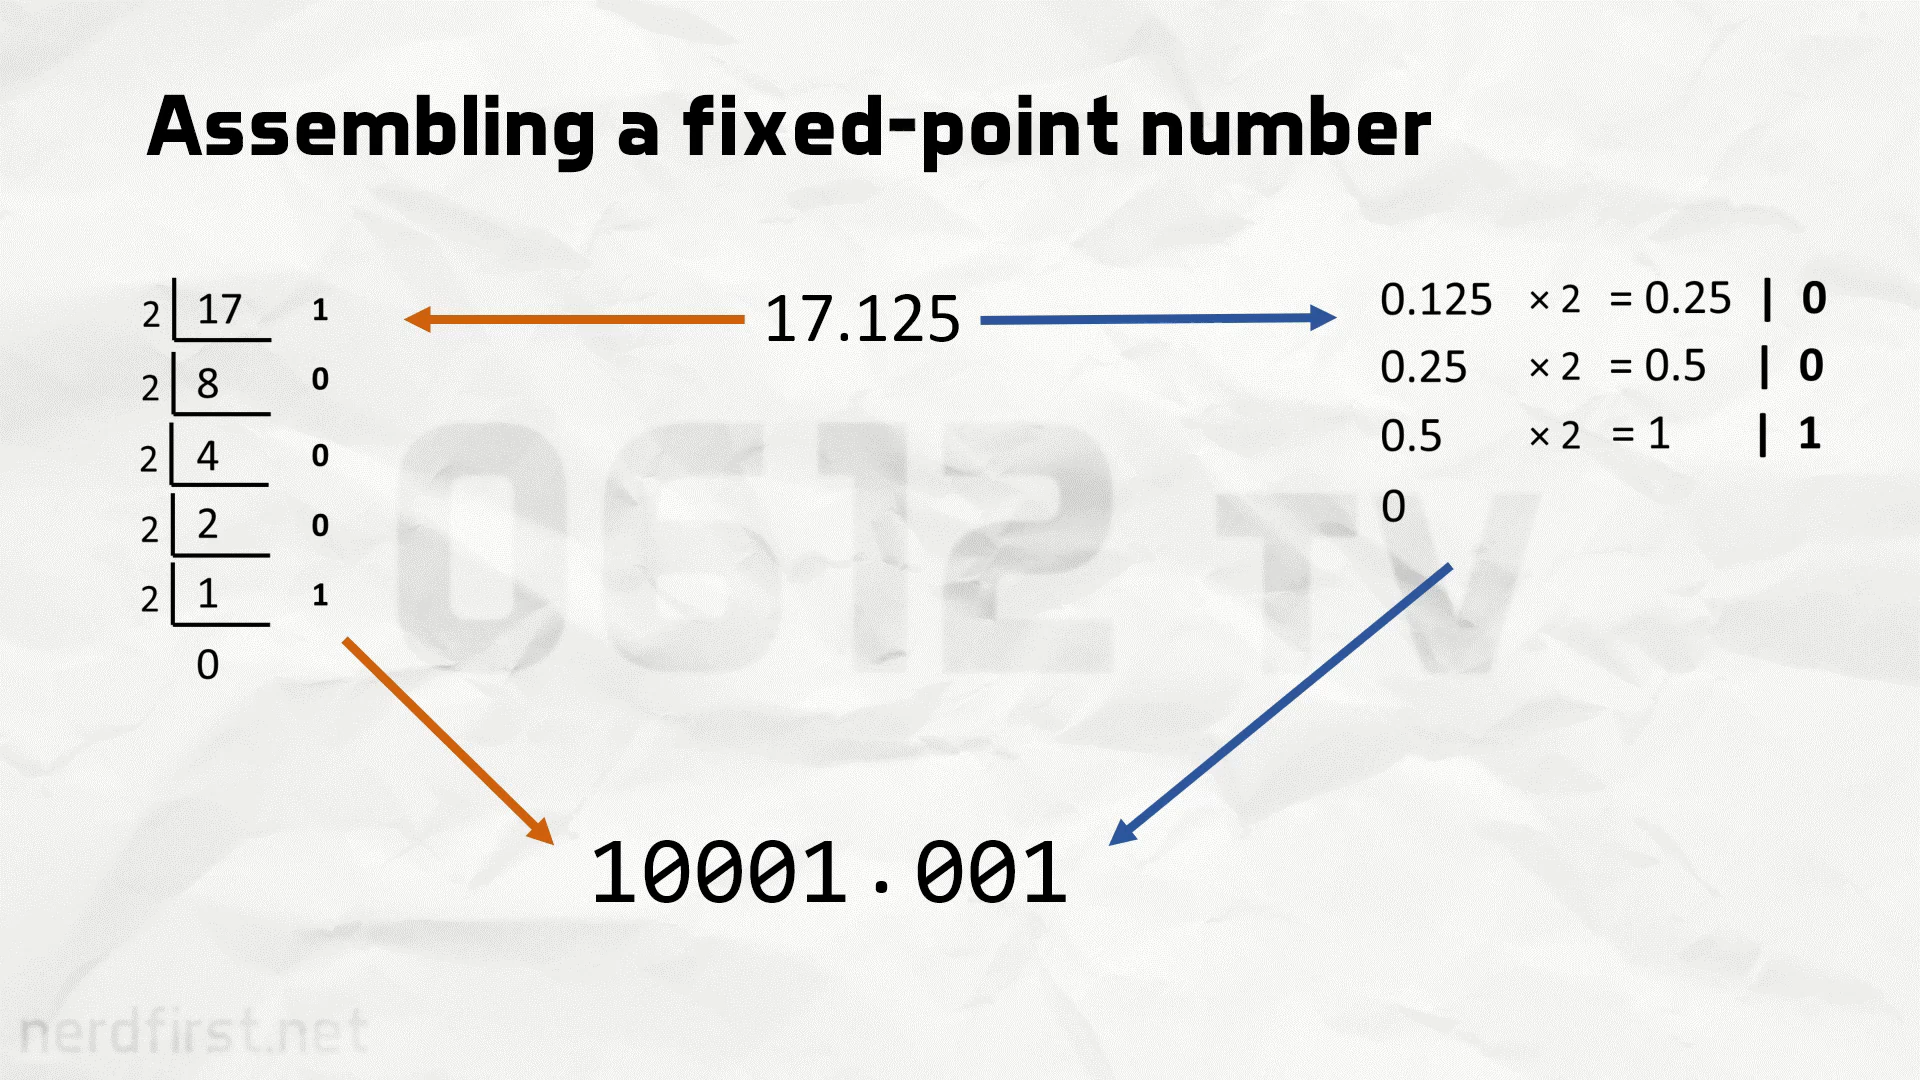 Assembling a fixed-point number
17.125
2 17 1
2 8 0
2 4 0
2 2 0
2 1 1
0
0.125 × 2 = 0.25 | 0
0.25 × 2 = 0.5 | 0
0.5 × 2 = 1 | 1
0
0612 TV
10001.001
nerdfirst.net